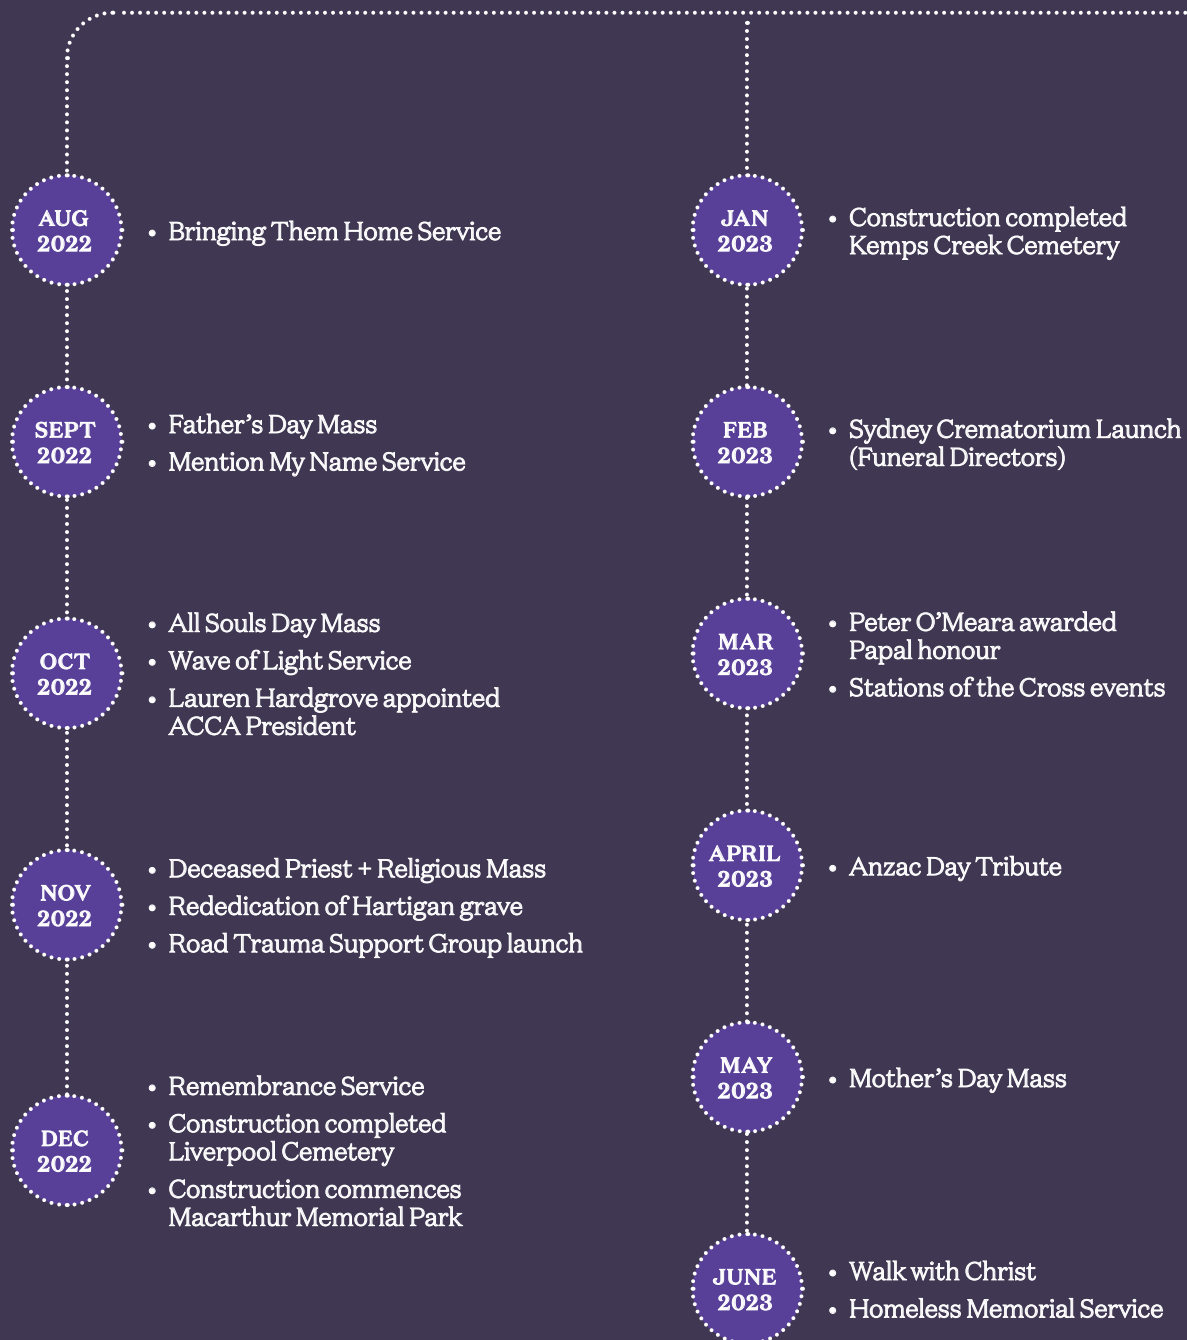 AUG
2022
• Bringing Them Home Service
SEPT
2022
• Father’s Day Mass
• Mention My Name Service
OCT
2022
• All Souls Day Mass
• Wave of Light Service
• Lauren Hardgrove appointed
ACCA President
NOV
2022
• Deceased Priest + Religious Mass
• Rededication of Hartigan grave
• Road Trauma Support Group launch
DEC
2022
• Remembrance Service
• Construction completed
Liverpool Cemetery
• Construction commences
Macarthur Memorial Park
JAN
2023
• Construction completed
Kemps Creek Cemetery
FEB
2023
• Sydney Crematorium Launch
(Funeral Directors)
MAR
2023
• Peter O’Meara awarded
Papal honour
• Stations of the Cross events
APRIL
2023
• Anzac Day Tribute
MAY
2023
• Mother’s Day Mass
JUNE
2023
• Walk with Christ
• Homeless Memorial Service